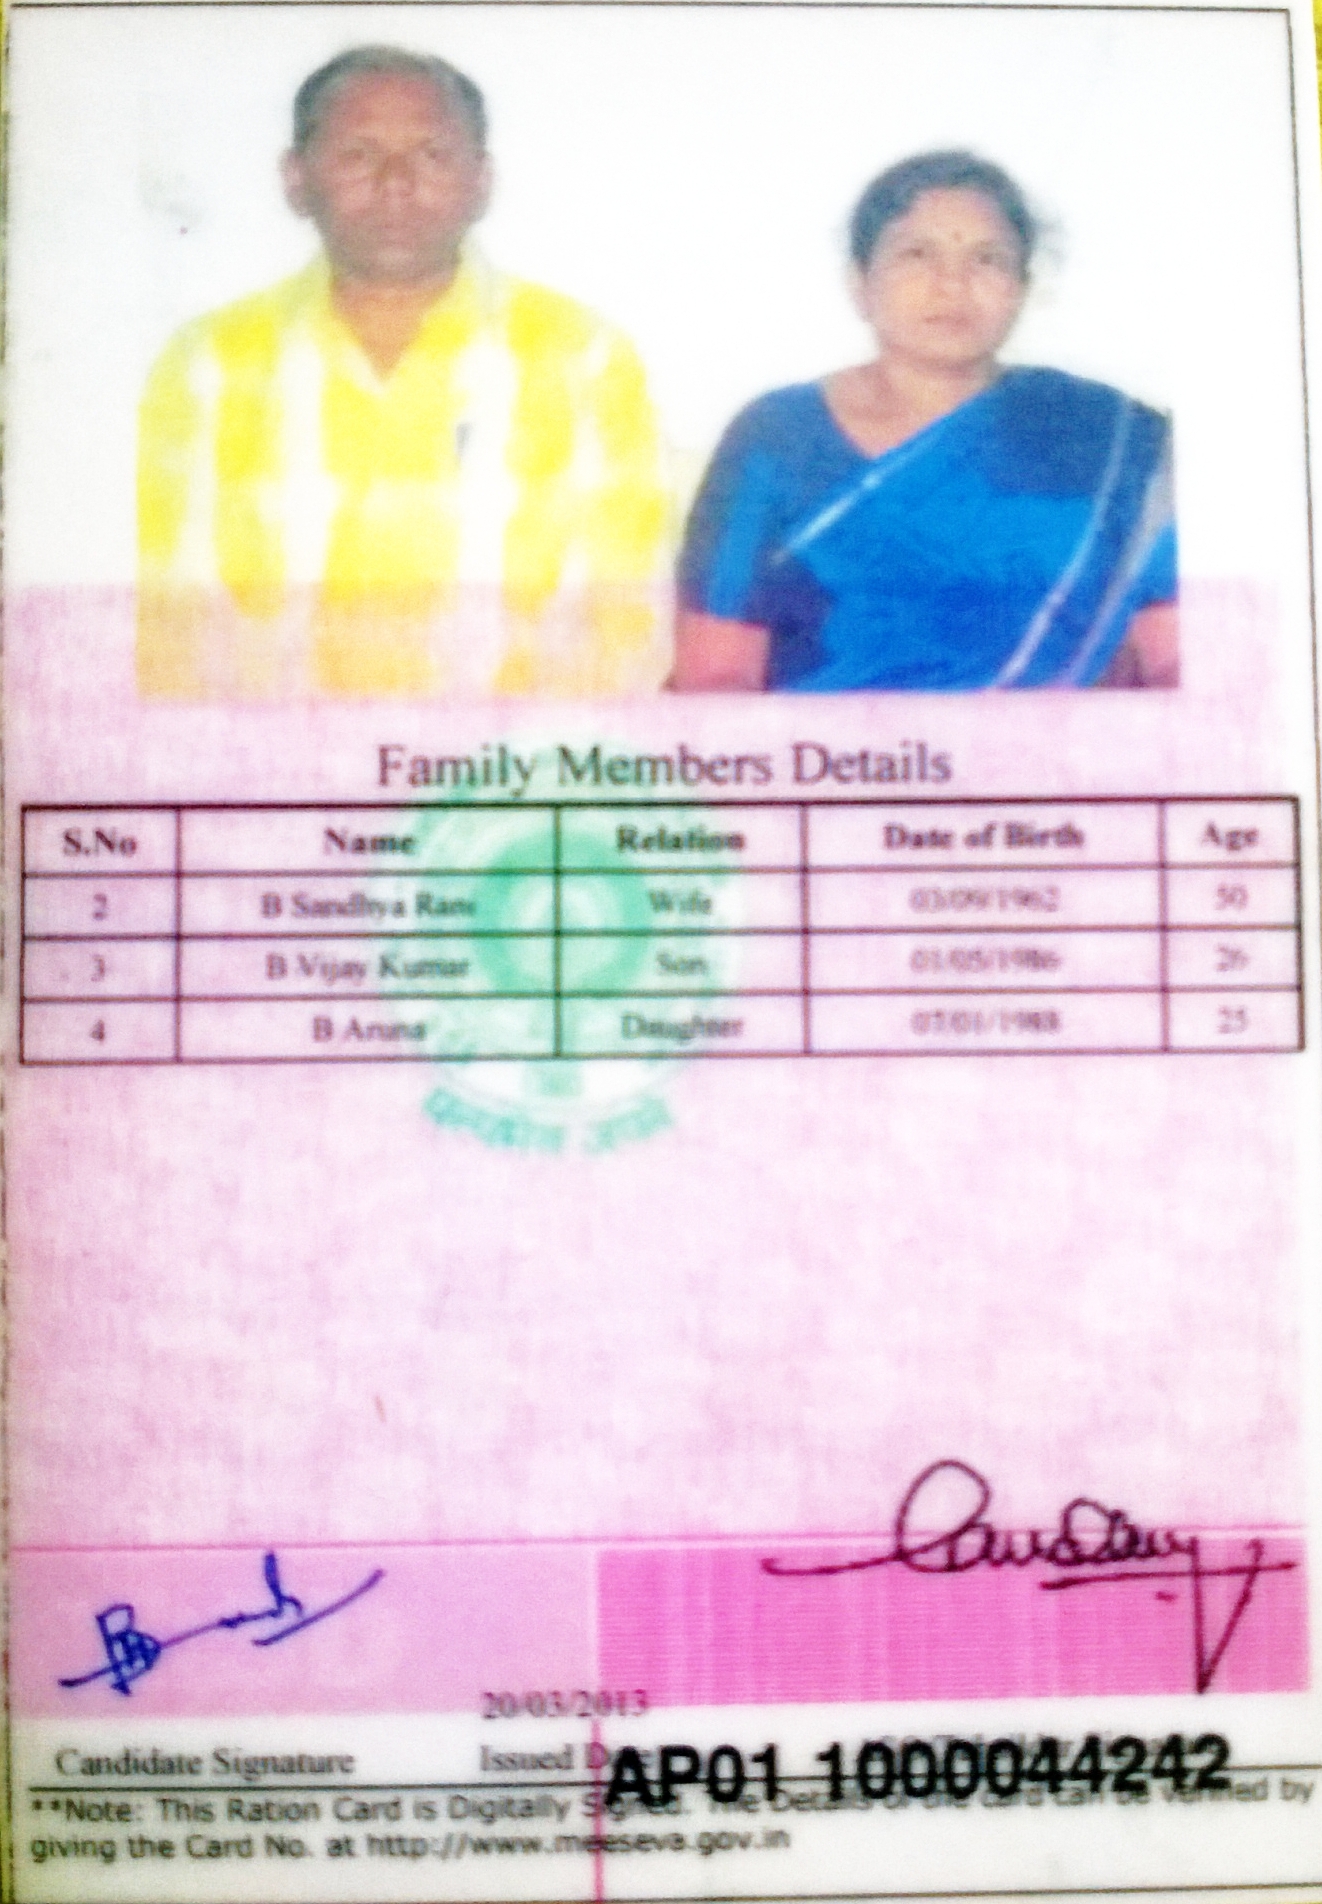 Family Members Details
S.No Name Relation Date of Birth Age
2 B Sandhya Rani Wife 03/09/1962 50
3 B Vijay Kumar Son 01/05/1986 26
4 B Aruna Daughter 07/01/1988 25
20/03/2013
Candidate Signature Issued Date
AP01 1000044242
**Note: This Ration Card is Digitally Signed. The Details of the card can be verified by
giving the Card No. at http://www.meeseva.gov.in